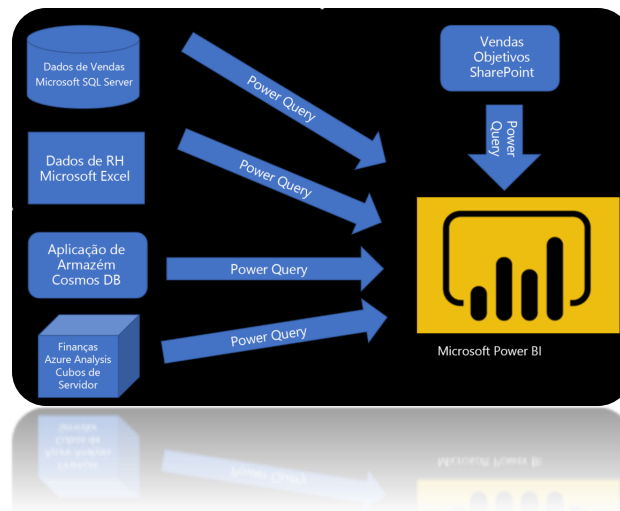 Dados de Vendas
Microsoft SQL Server
Power Query
Vendas
Objetivos
SharePoint
Power
Query
Dados de RH
Microsoft Excel
Power Query
Aplicação de
Armazém
Cosmos DB
Power Query
Finanças
Azure Analysis
Cubos de
Servidor
Power Query
Microsoft Power BI